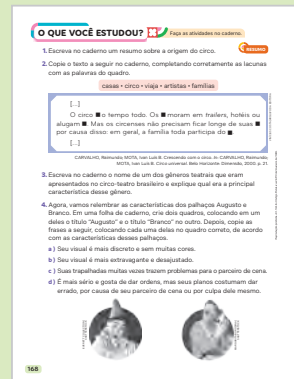 O QUE VOCÊ ESTUDOU?
Faça as atividades no caderno.
RESUMO
1. Escreva no caderno um resumo sobre a origem do circo.
2. Copie o texto a seguir no caderno, completando corretamente as lacunas
com as palavras do quadro.
casas • circo • viaja • artistas • famílias
[...]
O circo ■ o tempo todo. Os ■ moram em trailers, hotéis ou
alugam ■. Mas os circenses não precisam ficar longe de suas ■
por causa disso: em geral, a família toda participa do ■.
[...]
CARVALHO, Raimundo, MOTA, Ivan Luís B. Crescendo com o circo. In: CARVALHO, Raimundo;
MOTA, Ivan Luís B. Circo universal. Belo Horizonte: Dimensão, 2000. p. 21.
3. Escreva no caderno o nome de um dos gêneros teatrais que eram
apresentados no circo-teatro brasileiro e explique qual era a principal
característica desse gênero.
4. Agora, vamos relembrar as características dos palhaços Augusto e
Branco. Em uma folha de caderno, crie dois quadros, colocando em um
deles o título "Augusto" e o título "Branco" no outro. Depois, copie as
frases a seguir, colocando cada uma delas no quadro correto, de acordo
com as características desses palhaços.
a) Seu visual é mais discreto e sem muitas cores.
b) Seu visual é mais extravagante e desajustado.
c) Suas trapalhadas muitas vezes trazem problemas para o parceiro de cena.
d) É mais sério e gosta de dar ordens, mas seus planos costumam dar
errado, por causa de seu parceiro de cena ou por culpa dele mesmo.
168